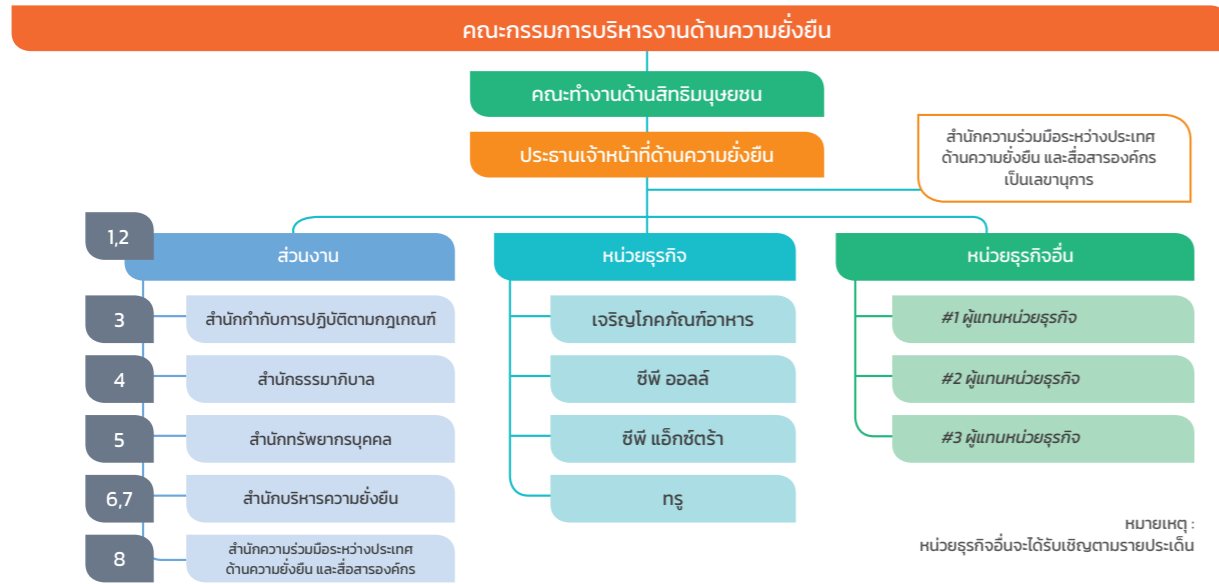 คณะกรรมการบริหารงานด้านความยั่งยืน
คณะทำงานด้านสิทธิมนุษยชน
ประธานเจ้าหน้าที่ด้านความยั่งยืน
สำนักความร่วมมือระหว่างประเทศ
ด้านความยั่งยืน และสื่อสารองค์กร
เป็นเลขานุการ
1,2
ส่วนงาน
3
สำนักกำกับการปฏิบัติตามกฎเกณฑ์
4
สำนักธรรมาภิบาล
5
สำนักทรัพยากรบุคคล
6,7
สำนักบริหารความยั่งยืน
8
สำนักความร่วมมือระหว่างประเทศ
ด้านความยั่งยืน และสื่อสารองค์กร
หน่วยธุรกิจ
เจริญโภคภัณฑ์อาหาร
ซีพี ออลล์
ซีพี แอ็กซ์ตร้า
ทรู
หน่วยธุรกิจอื่น
#1 ผู้แทนหน่วยธุรกิจ
#2 ผู้แทนหน่วยธุรกิจ
#3 ผู้แทนหน่วยธุรกิจ
หมายเหตุ :
หน่วยธุรกิจอื่นจะได้รับเชิญตามรายประเด็น